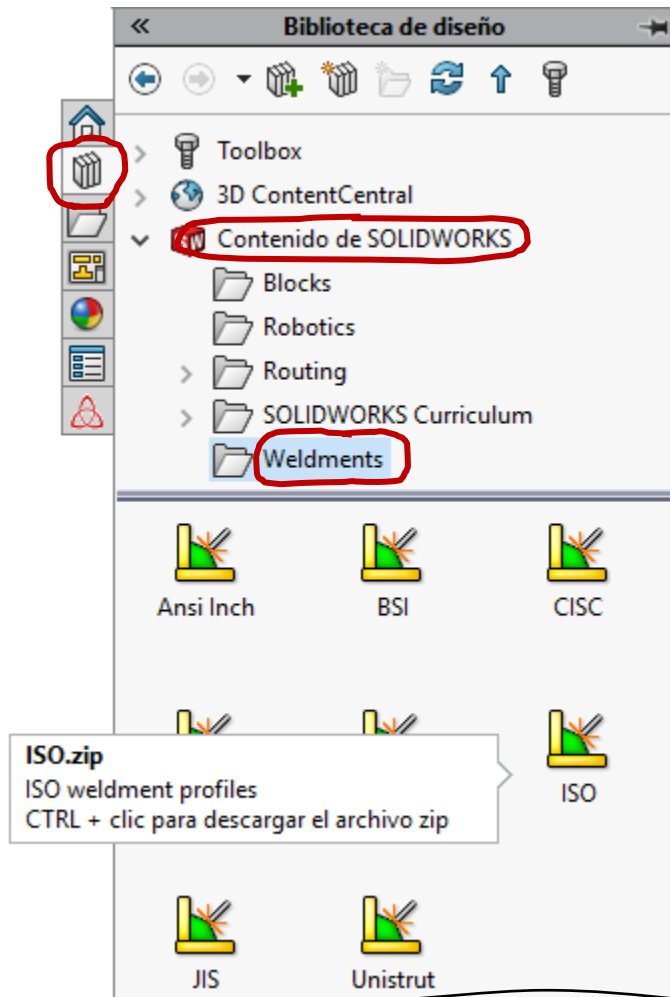 Biblioteca de diseño
Toolbox
3D ContentCentral
Contenido de SOLIDWORKS
Blocks
Robotics
Routing
SOLIDWORKS Curriculum
Weldments
Ansi Inch
BSI
CISC
ISO.zip
ISO weldment profiles
CTRL + clic para descargar el archivo zip
ISO
JIS
Unistrut